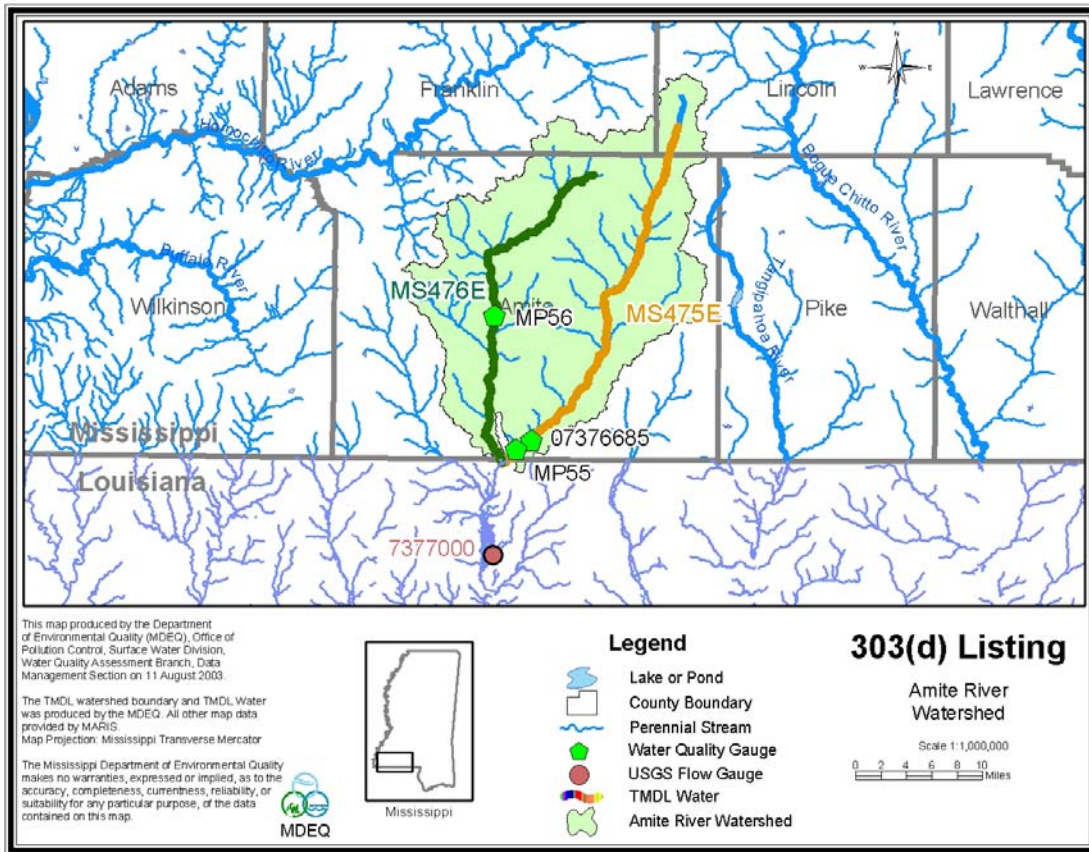 Adams
Franklin
Lincoln
Lawrence
N
W
E
S
Homochitto River
Bogue Chitto River
Buffalo River
Wilkinson
MS476E
Amite
MP56
MS475E
Tangipahoe River
Pike
Walthall
Mississippi
Louisiana
07376685
MP55
7377000
This map produced by the Department
of Environmental Quality (MDEQ), Office of
Pollution Control, Surface Water Division,
Water Quality Assessment Branch, Data
Management Section on 11 August 2003.
The TMDL watershed boundary and TMDL Water
was produced by the MDEQ. All other map data
provided by MARIS.
Map Projection: Mississippi Transverse Mercator
The Mississippi Department of Environmental Quality
makes no warranties, expressed or implied, as to the
accuracy, completeness, currentness, reliability, or
suitability for any particular purpose, of the data
contained on this map.
MDEQ
Mississippi
Legend
Lake or Pond
County Boundary
Perennial Stream
Water Quality Gauge
USGS Flow Gauge
TMDL Water
Amite River Watershed
303(d) Listing
Amite River
Watershed
Scale 1:1,000,000
0 2 4 6 8 10
Miles